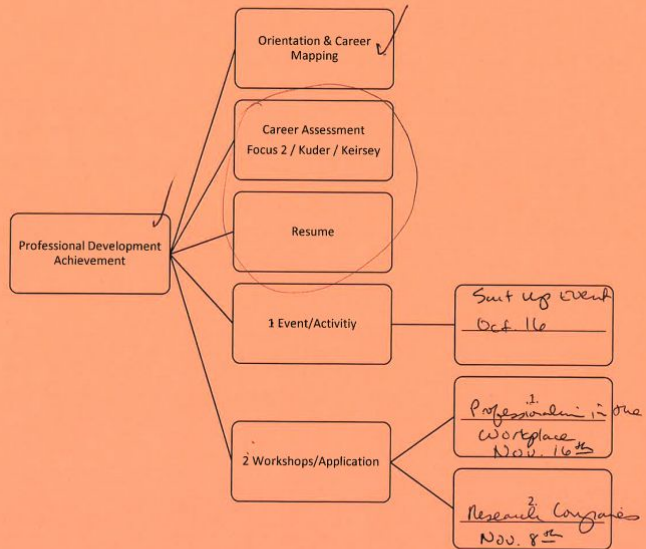 Orientation & Career
Mapping
Career Assessment
Focus 2 / Kuder / Keirsey
Resume
Professional Development
Achievement
1 Event/Activitiy
Suit Up Event
Oct 16
2 Workshops/Application
1.
Professionalism in the
Workplace
Nov. 16th
2.
Research Companies
Nov. 8th